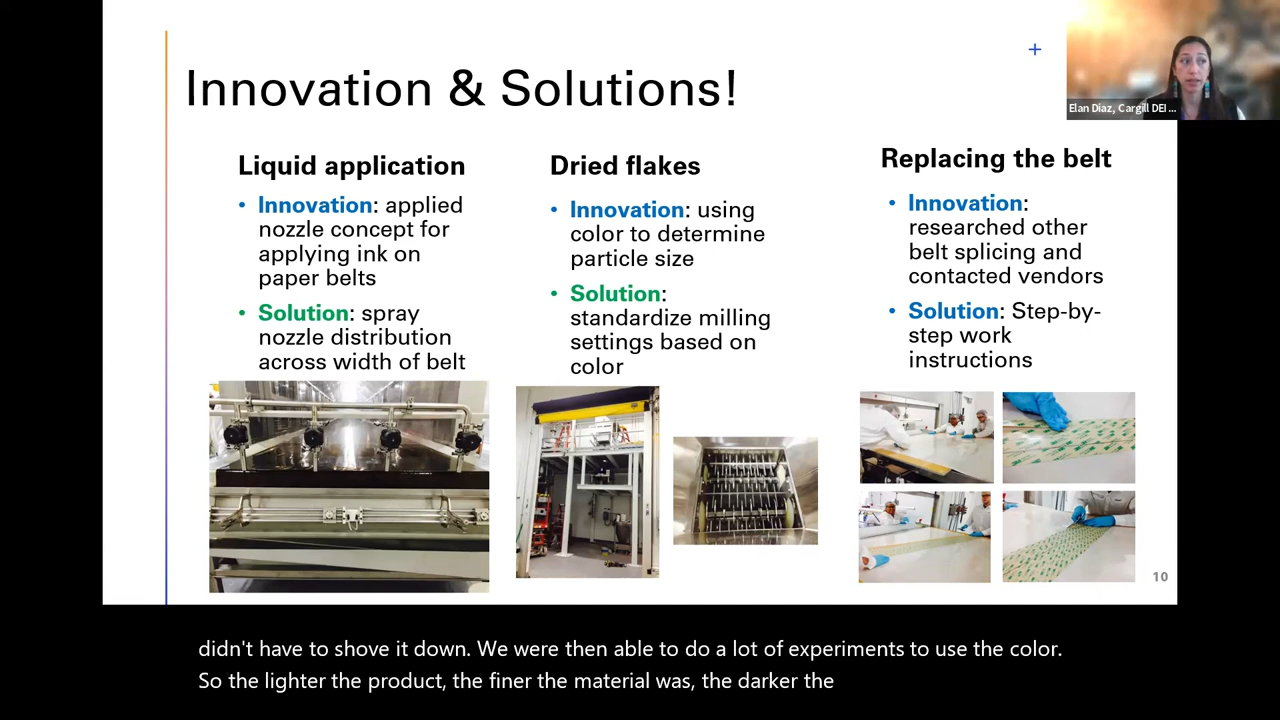 Innovation & Solutions!
Elan Diaz, Cargill DEI ...
Liquid application
• Innovation: applied
nozzle concept for
applying ink on
paper belts
• Solution: spray
nozzle distribution
across width of belt
Dried flakes
• Innovation: using
color to determine
particle size
• Solution:
standardize milling
settings based on
color
Replacing the belt
• Innovation:
researched other
belt splicing and
contacted vendors
• Solution: Step-by-
step work
instructions
10
didn't have to shove it down. We were then able to do a lot of experiments to use the color.
So the lighter the product, the finer the material was, the darker the